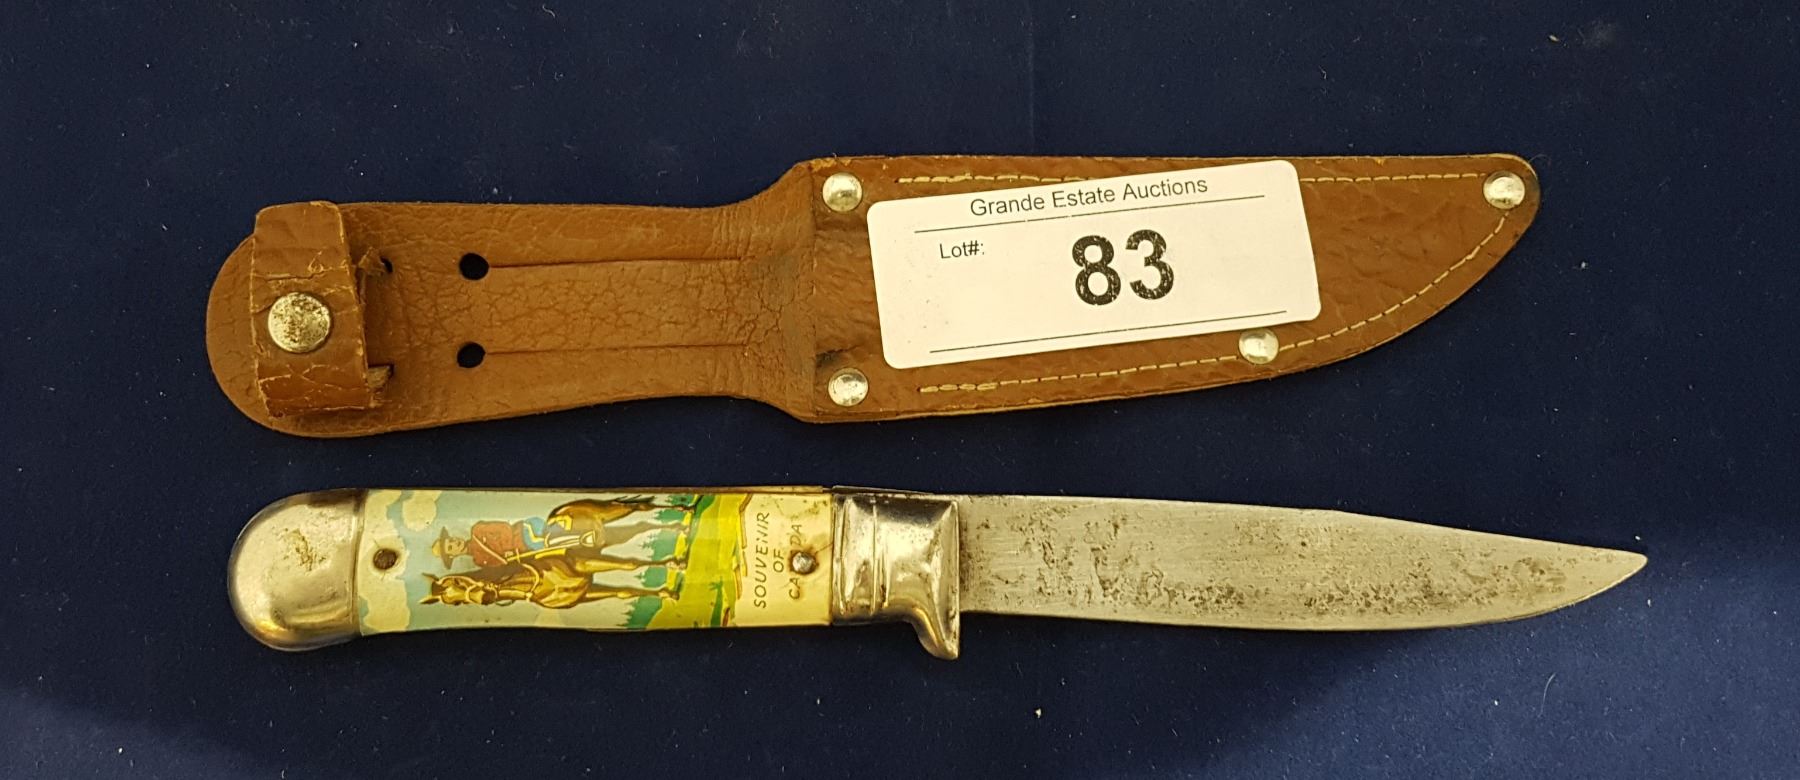 Grande Estate Auctions
Lot#:
83
SOUVENIR
OF